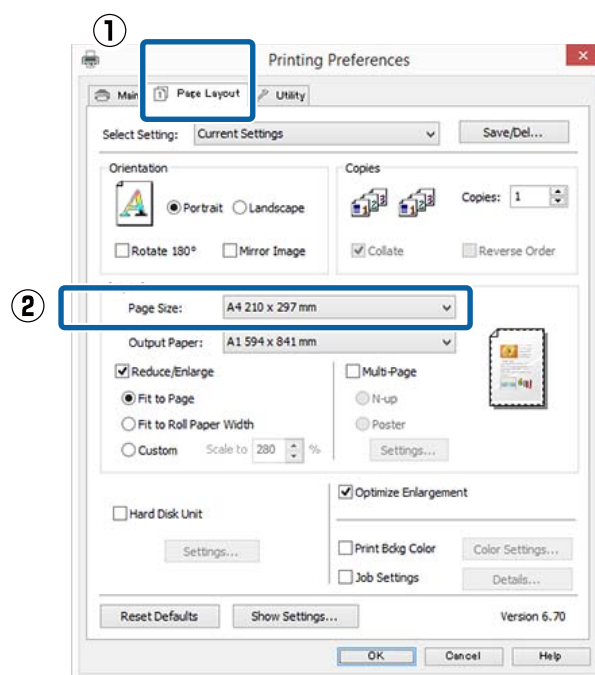 ①
Printing Preferences
Main Page Layout Utility
Select Setting: Current Settings Save/Del...
Orientation Copies
Portrait Landscape Copies: 1
Rotate 180° Mirror Image Collate Reverse Order
②
Page Size: A4 210 x 297 mm
Output Paper: A1 594 x 841 mm
Reduce/Enlarge Multi-Page
Fit to Page N-up
Fit to Roll Paper Width Poster
Custom Scale to 280 % Settings...
Optimize Enlargement
Hard Disk Unit
Settings... Print Bckg Color Color Settings...
Job Settings Details...
Reset Defaults Show Settings... Version 6.70
OK Cancel Help